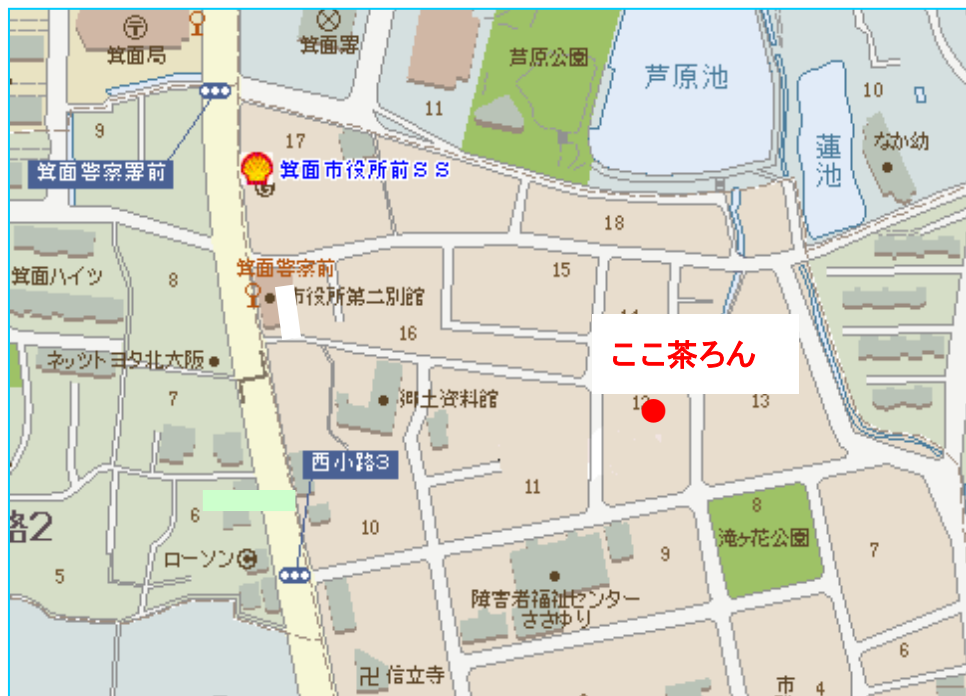 箕面局
箕面署
芦原公園
芦原池
蓮池
10
なか幼
11
9
17
箕面警察署前
箕面市役所前SS
18
箕面ハイツ
8
箕面警察前
市役所第二別館
15
16
ネッツトヨタ北大阪
ここ茶ろん
7
郷土資料館
12
13
西小路3
11
6
路2
10
8
滝ヶ花公園
ローソン
9
7
5
障害者福祉センター
ささゆり
卍信立寺
6
市 4